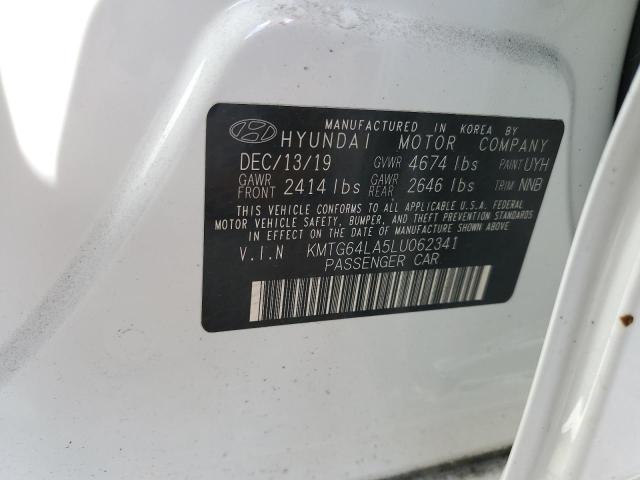 MANUFACTURED IN KOREA BY
HYUNDAI MOTOR COMPANY
DEC/13/19 GVWR 4674 lbs PAINT UYH
GAWR FRONT 2414 lbs GAWR REAR 2646 lbs TRIM NNB
THIS VEHICLE CONFORMS TO ALL APPLICABLE U.S.A. FEDERAL
MOTOR VEHICLE SAFETY, BUMPER, AND THEFT PREVENTION STANDARDS
IN EFFECT ON THE DATE OF MANUFACTURE SHOWN ABOVE.
V.I.N KMTG64LA5LU062341
PASSENGER CAR